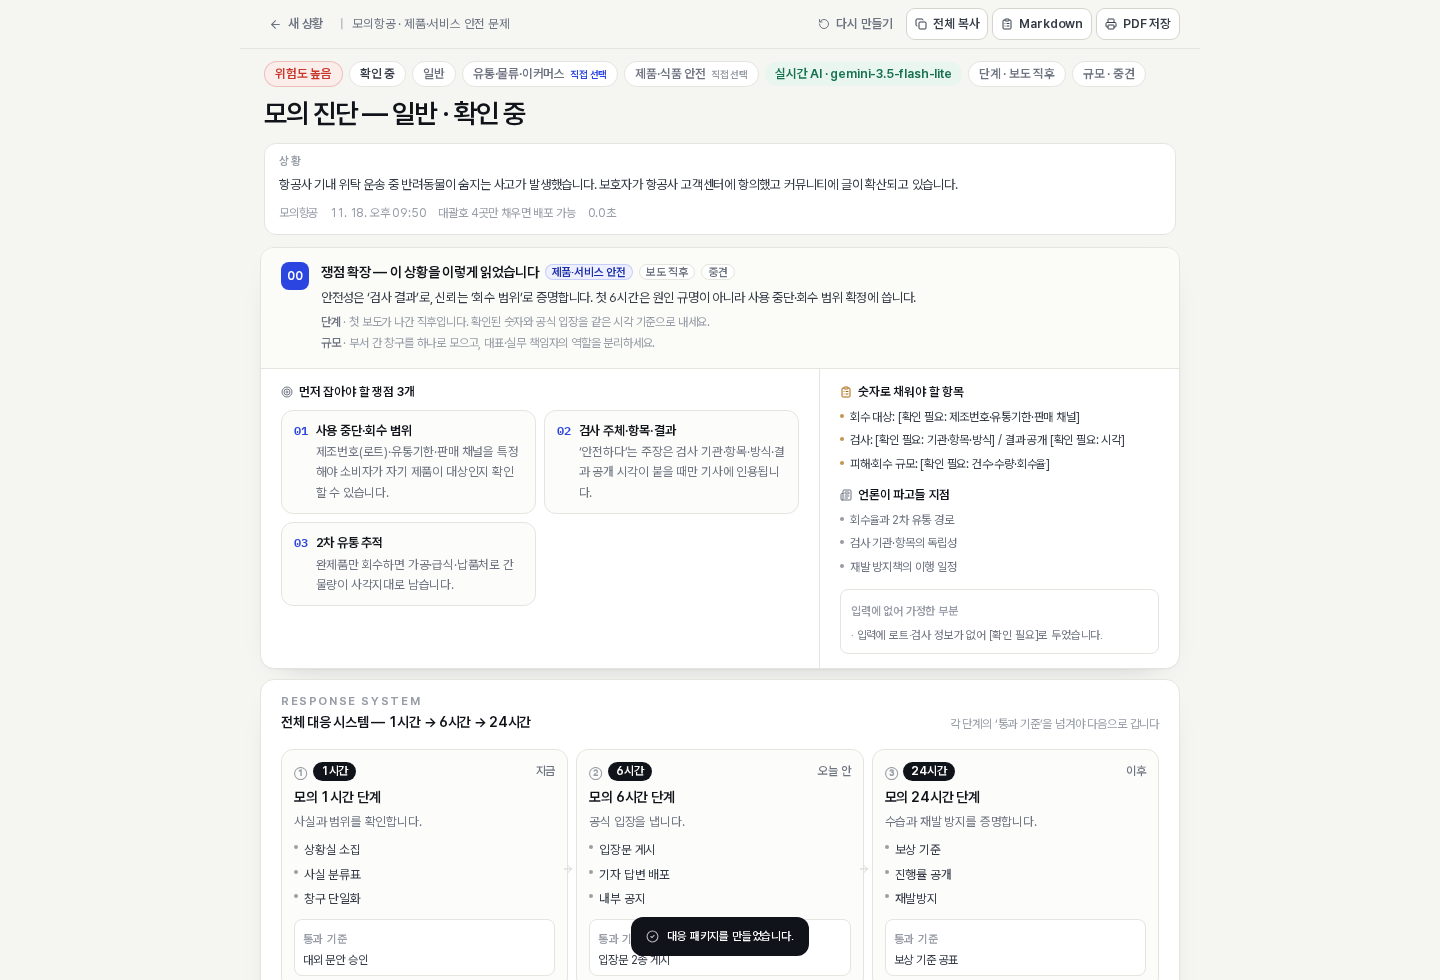 새 상황 | 모의항공 · 제품·서비스 안전 문제 다시 만들기 전체 복사 Markdown PDF 저장
위험도 높음 확인 중 일반 유통·물류·이커머스 직접 선택 제품·식품 안전 직접 선택 실시간 AI · gemini-3.5-flash-lite 단계 · 보도 직후 규모 · 중견
모의 진단 — 일반 · 확인 중
상황
항공사 기내 위탁 운송 중 반려동물이 숨지는 사고가 발생했습니다. 보호자가 항공사 고객센터에 항의했고 커뮤니티에 글이 확산되고 있습니다.
모의항공 11. 18. 오후 09:50 대괄호 4곳만 채우면 배포 가능 0.0초
00 쟁점 확장 — 이 상황을 이렇게 읽었습니다 제품·서비스 안전 보도 직후 중견
안전성은 ‘검사 결과’로, 신뢰는 ‘회수 범위’로 증명합니다. 첫 6시간은 원인 규명이 아니라 사용 중단·회수 범위 확정에 씁니다.
단계 · 첫 보도가 나간 직후입니다. 확인된 숫자와 공식 입장을 같은 시각 기준으로 내세요.
규모 · 부서 간 창구를 하나로 모으고, 대표·실무 책임자의 역할을 분리하세요.
먼저 잡아야 할 쟁점 3개
01 사용 중단·회수 범위
제조번호(로트)·유통기한·판매 채널을 특정
해야 소비자가 자기 제품이 대상인지 확인
할 수 있습니다.
02 검사 주체·항목·결과
‘안전하다’는 주장은 검사 기관·항목·방식·결
과 공개 시각이 붙을 때만 기사에 인용됩니
다.
03 2차 유통 추적
완제품만 회수하면 가공·급식·납품처로 간
물량이 사각지대로 남습니다.
숫자로 채워야 할 항목
회수 대상: [확인 필요: 제조번호·유통기한·판매 채널]
검사: [확인 필요: 기관·항목·방식] / 결과 공개 [확인 필요: 시각]
피해·회수 규모: [확인 필요: 건수·수량·회수율]
언론이 파고들 지점
회수율과 2차 유통 경로
검사 기관·항목의 독립성
재발 방지책의 이행 일정
입력에 없어 가정한 부분
· 입력에 로트·검사 정보가 없어 [확인 필요]로 두었습니다.
RESPONSE SYSTEM
전체 대응 시스템 — 1시간 → 6시간 → 24시간
각 단계의 ‘통과 기준’을 넘겨야 다음으로 갑니다
1 1시간 지금
모의 1시간 단계
사실과 범위를 확인합니다.
상황실 소집
사실 분류표
창구 단일화
통과 기준
대외 문안 승인
2 6시간 오늘 안
모의 6시간 단계
공식 입장을 냅니다.
입장문 게시
기자 답변 배포
내부 공지
입장문 2종 게시
3 24시간 이후
모의 24시간 단계
수습과 재발 방지를 증명합니다.
보상 기준
진행률 공개
재발방지
통과 기준
보상 기준 공표
대응 패키지를 만들었습니다.